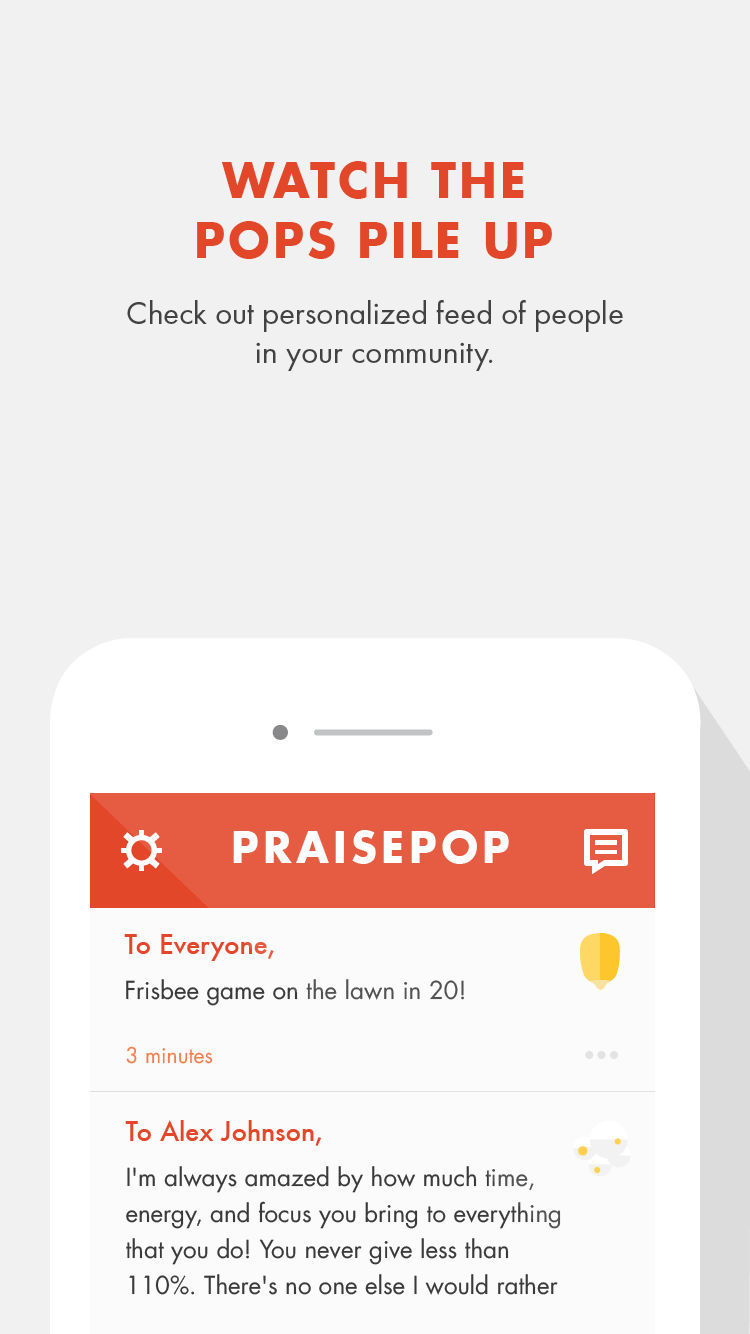 WATCH THE
POPS PILE UP
Check out personalized feed of people
in your community.
PRAISEPOP
To Everyone,
Frisbee game on the lawn in 20!
3 minutes
To Alex Johnson,
I'm always amazed by how much time,
energy, and focus you bring to everything
that you do! You never give less than
110%. There's no one else I would rather